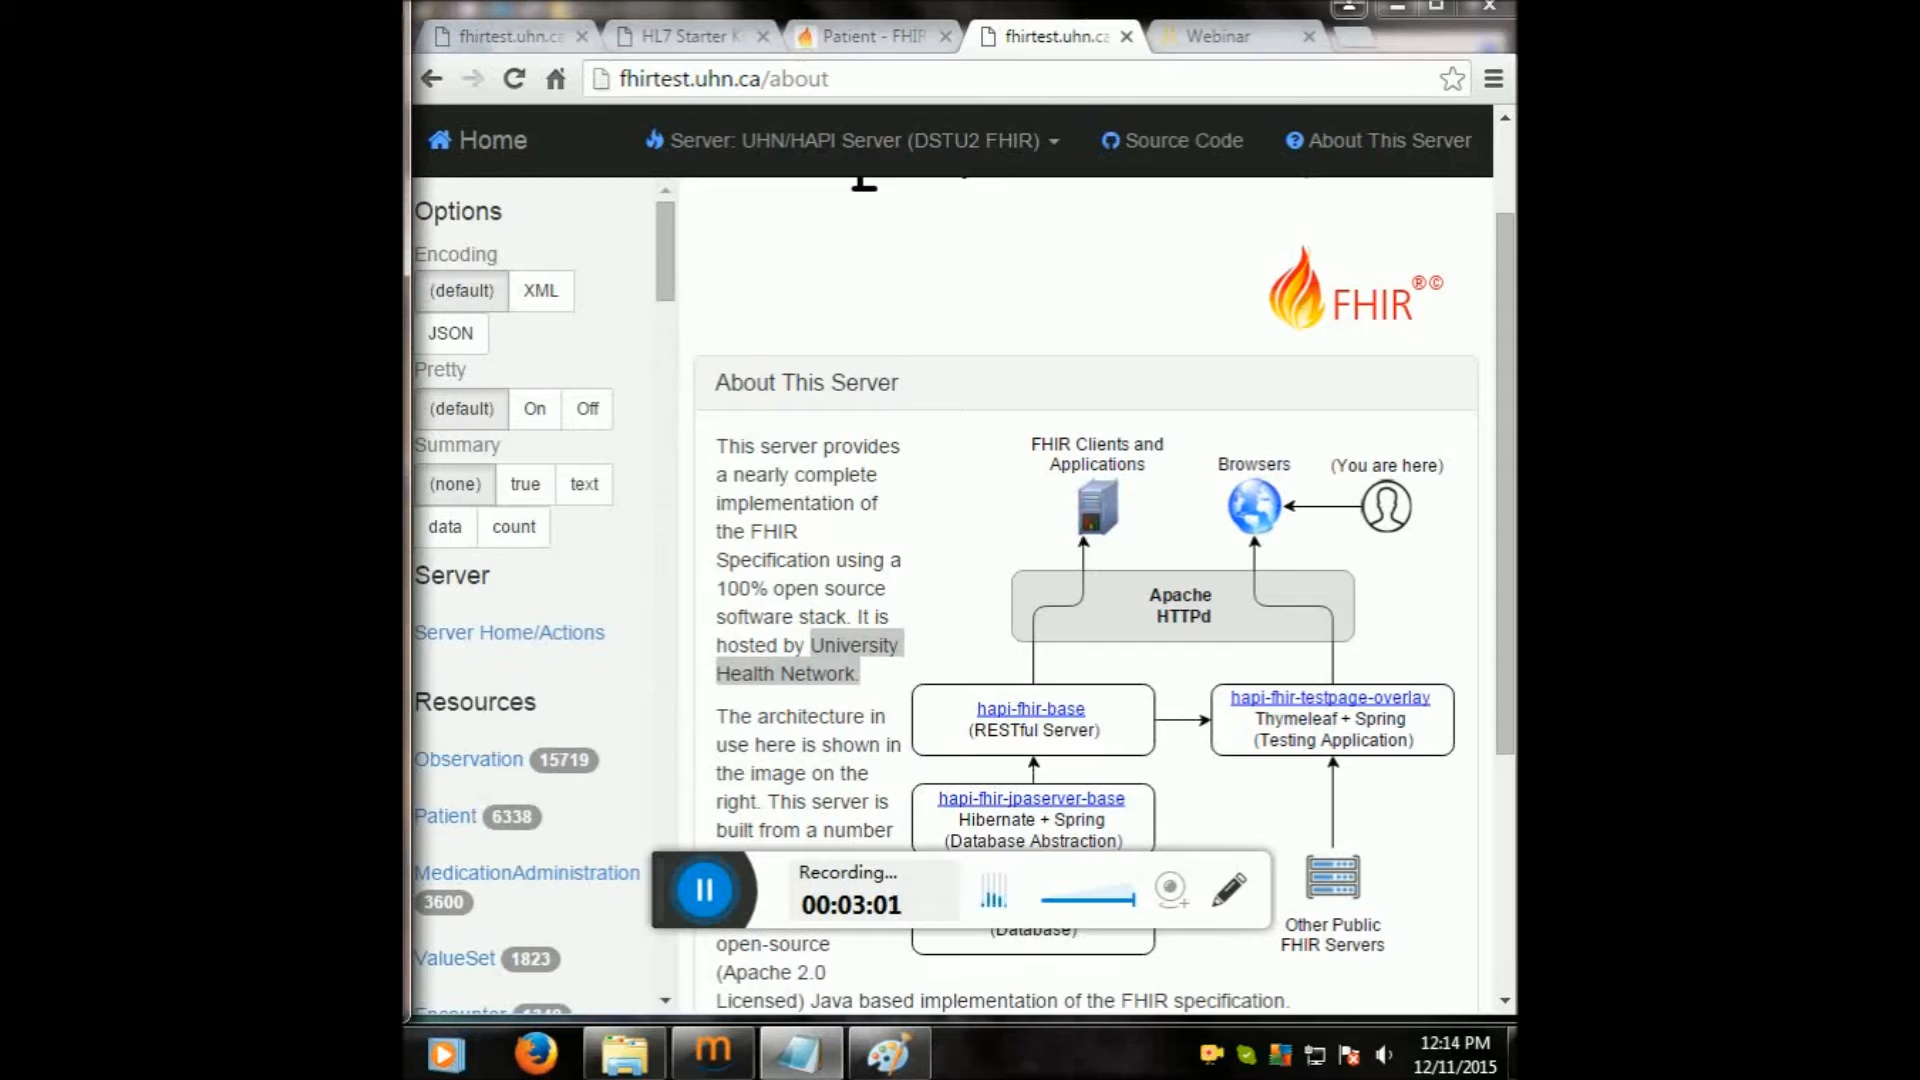 fhirtest.uhn.ca
HL7 Starter K
Patient - FHIR
fhirtest.uhn.ca
Webinar
fhirtest.uhn.ca/about
Home
Server: UHN/HAPI Server (DSTU2 FHIR)
Source Code
About This Server
Options
Encoding
(default)
XML
JSON
Pretty
(default)
On
Off
Summary
(none)
true
text
data
count
Server
Server Home/Actions
Resources
Observation 15719
Patient 6338
MedicationAdministration
3600
ValueSet 1823
FHIR®©
About This Server
This server provides
a nearly complete
implementation of
the FHIR
Specification using a
100% open source
software stack. It is
hosted by University
Health Network.
The architecture in
use here is shown in
the image on the
right. This server is
built from a number
open-source
(Apache 2.0
Licensed) Java based implementation of the FHIR specification.
FHIR Clients and
Applications
Browsers
(You are here)
Apache
HTTPd
hapi-fhir-base
(RESTful Server)
hapi-fhir-testpage-overlay
Thymeleaf + Spring
(Testing Application)
hapi-fhir-jpaserver-base
Hibernate + Spring
(Database Abstraction)
(Database)
Other Public
FHIR Servers
Recording...
00:03:01
12:14 PM
12/11/2015